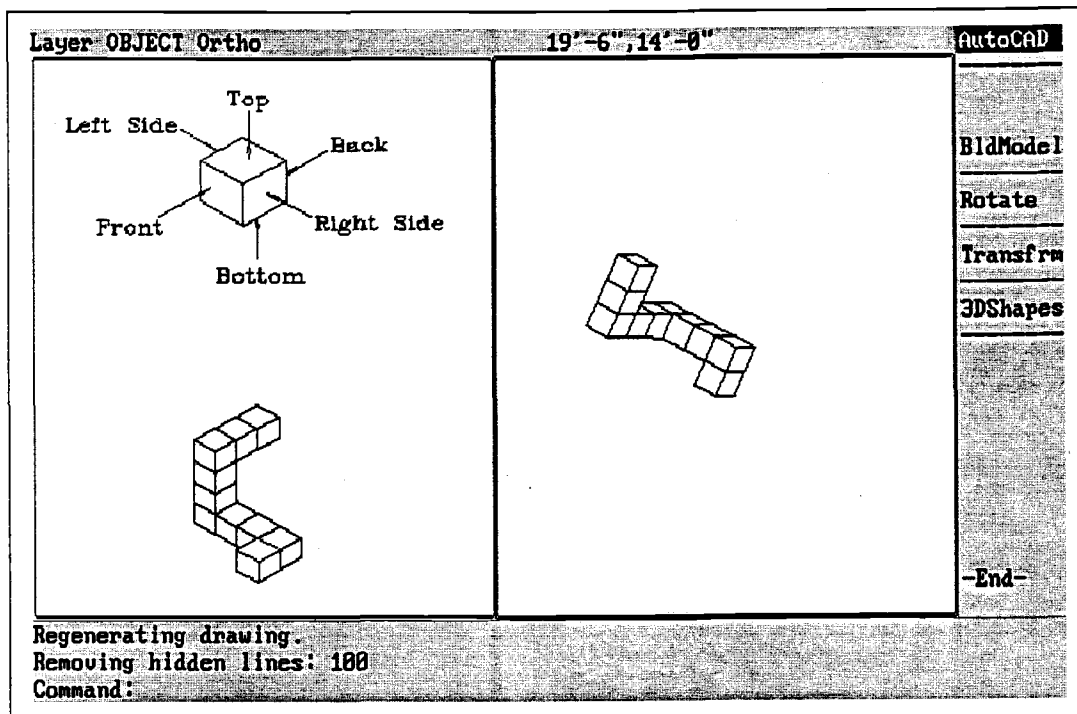 Layer OBJECT Ortho 19'-6",14'-0" AutoCAD
Top
Left Side
Back
Front
Right Side
Bottom
BldModel
Rotate
Transfrm
3DShapes
-End-
Regenerating drawing.
Removing hidden lines: 100
Command: